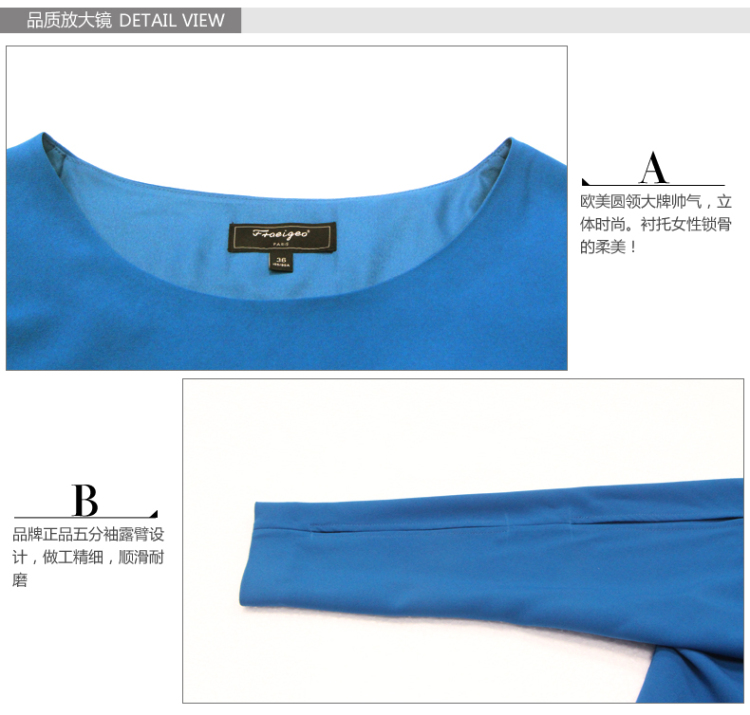 品质放大镜 DETAIL VIEW
A
欧美圆领大牌帅气，立
体时尚。衬托女性锁骨
的柔美！
Froeigeo
PARO
36
B
品牌正品五分袖露臂设
计，做工精细，顺滑耐
磨